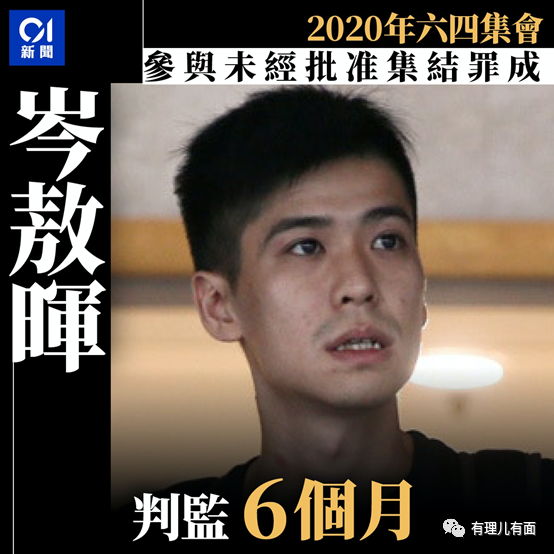 01
新聞
2020年六四集會
參與未經批准集結罪成
岑敖暉
判監 6個月
有理儿有面